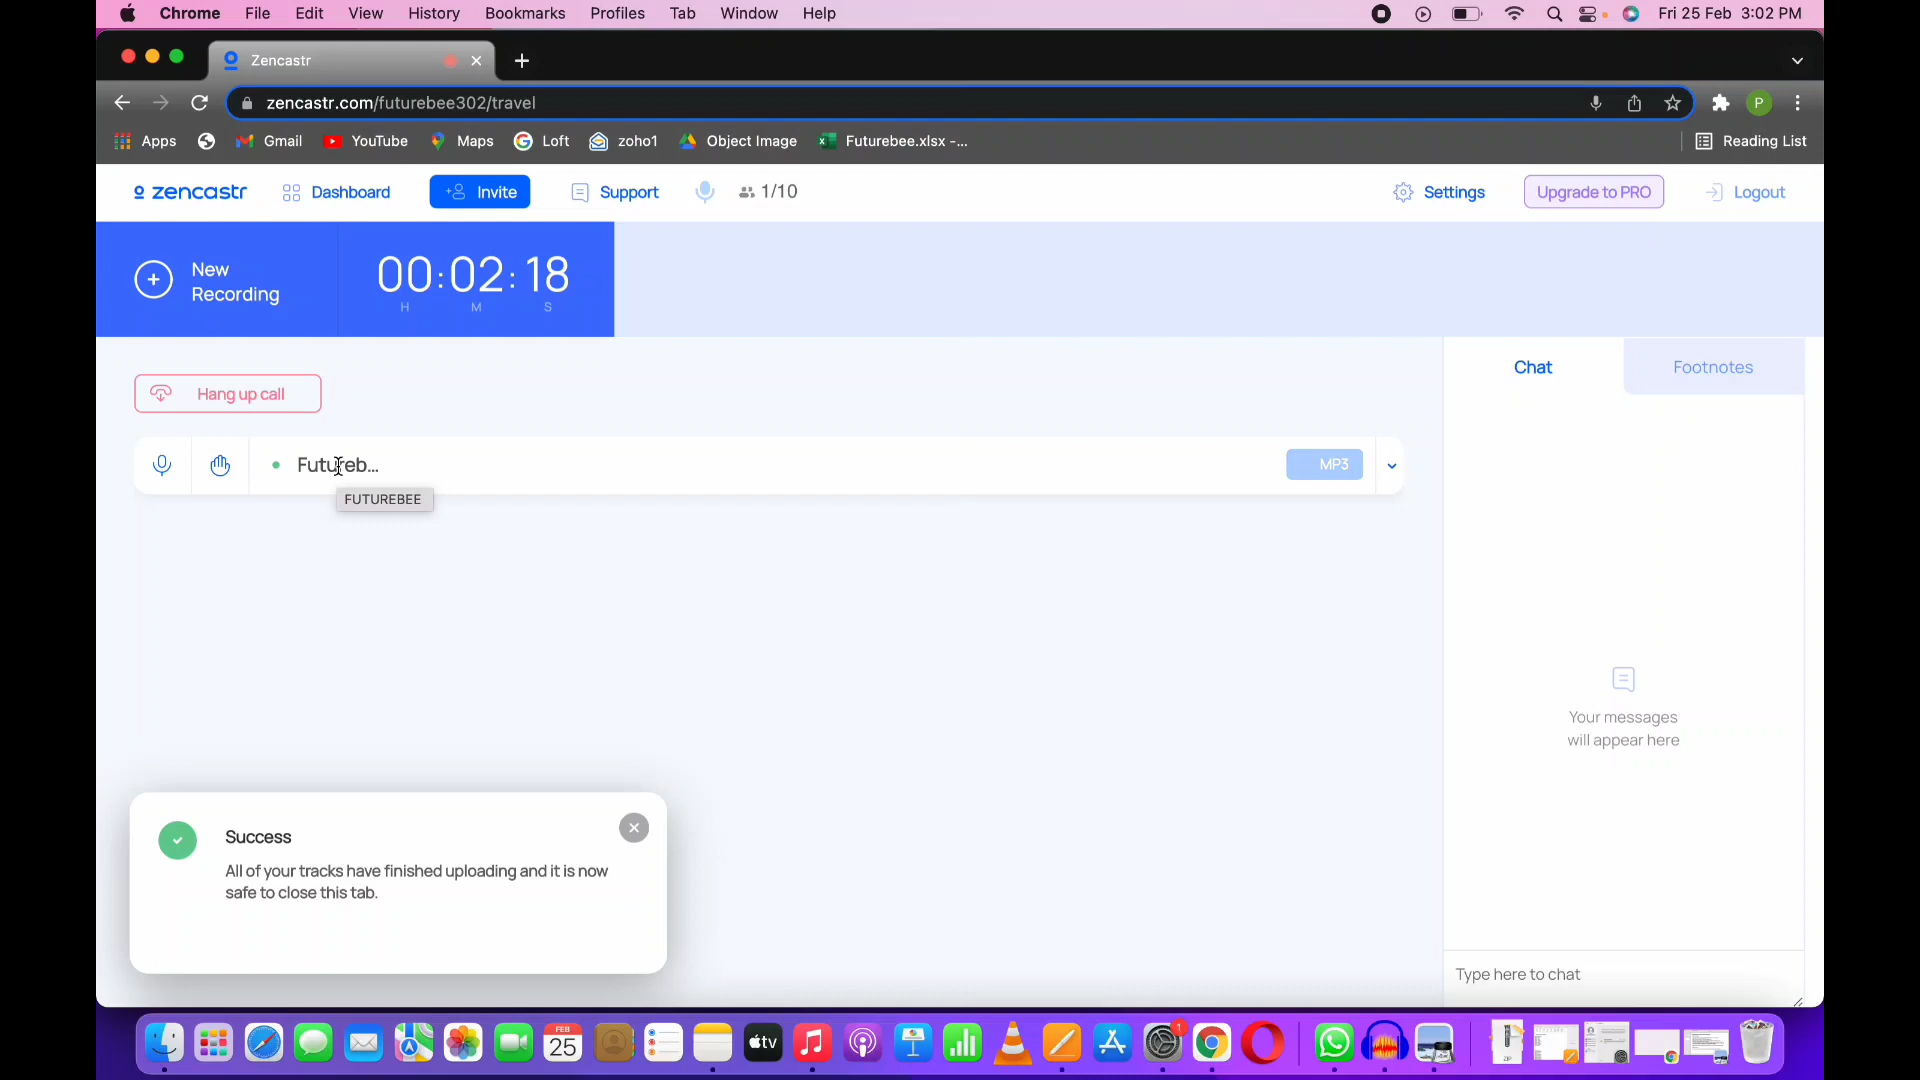 Chrome File Edit View History Bookmarks Profiles Tab Window Help Fri 25 Feb 3:02 PM
Zencastr
zencastr.com/futurebee302/travel P
Apps Gmail YouTube Maps Loft zoho1 Object Image Futurebee.xlsx -... Reading List
zencastr Dashboard Invite Support 1/10 Settings Upgrade to PRO Logout
New
Recording
00:02:18
H M S
Chat Footnotes
Hang up call
Futureb... MP3
FUTUREBEE
Your messages
will appear here
Success
All of your tracks have finished uploading and it is now
safe to close this tab.
Type here to chat
FEB
25
tv
1
ZIP